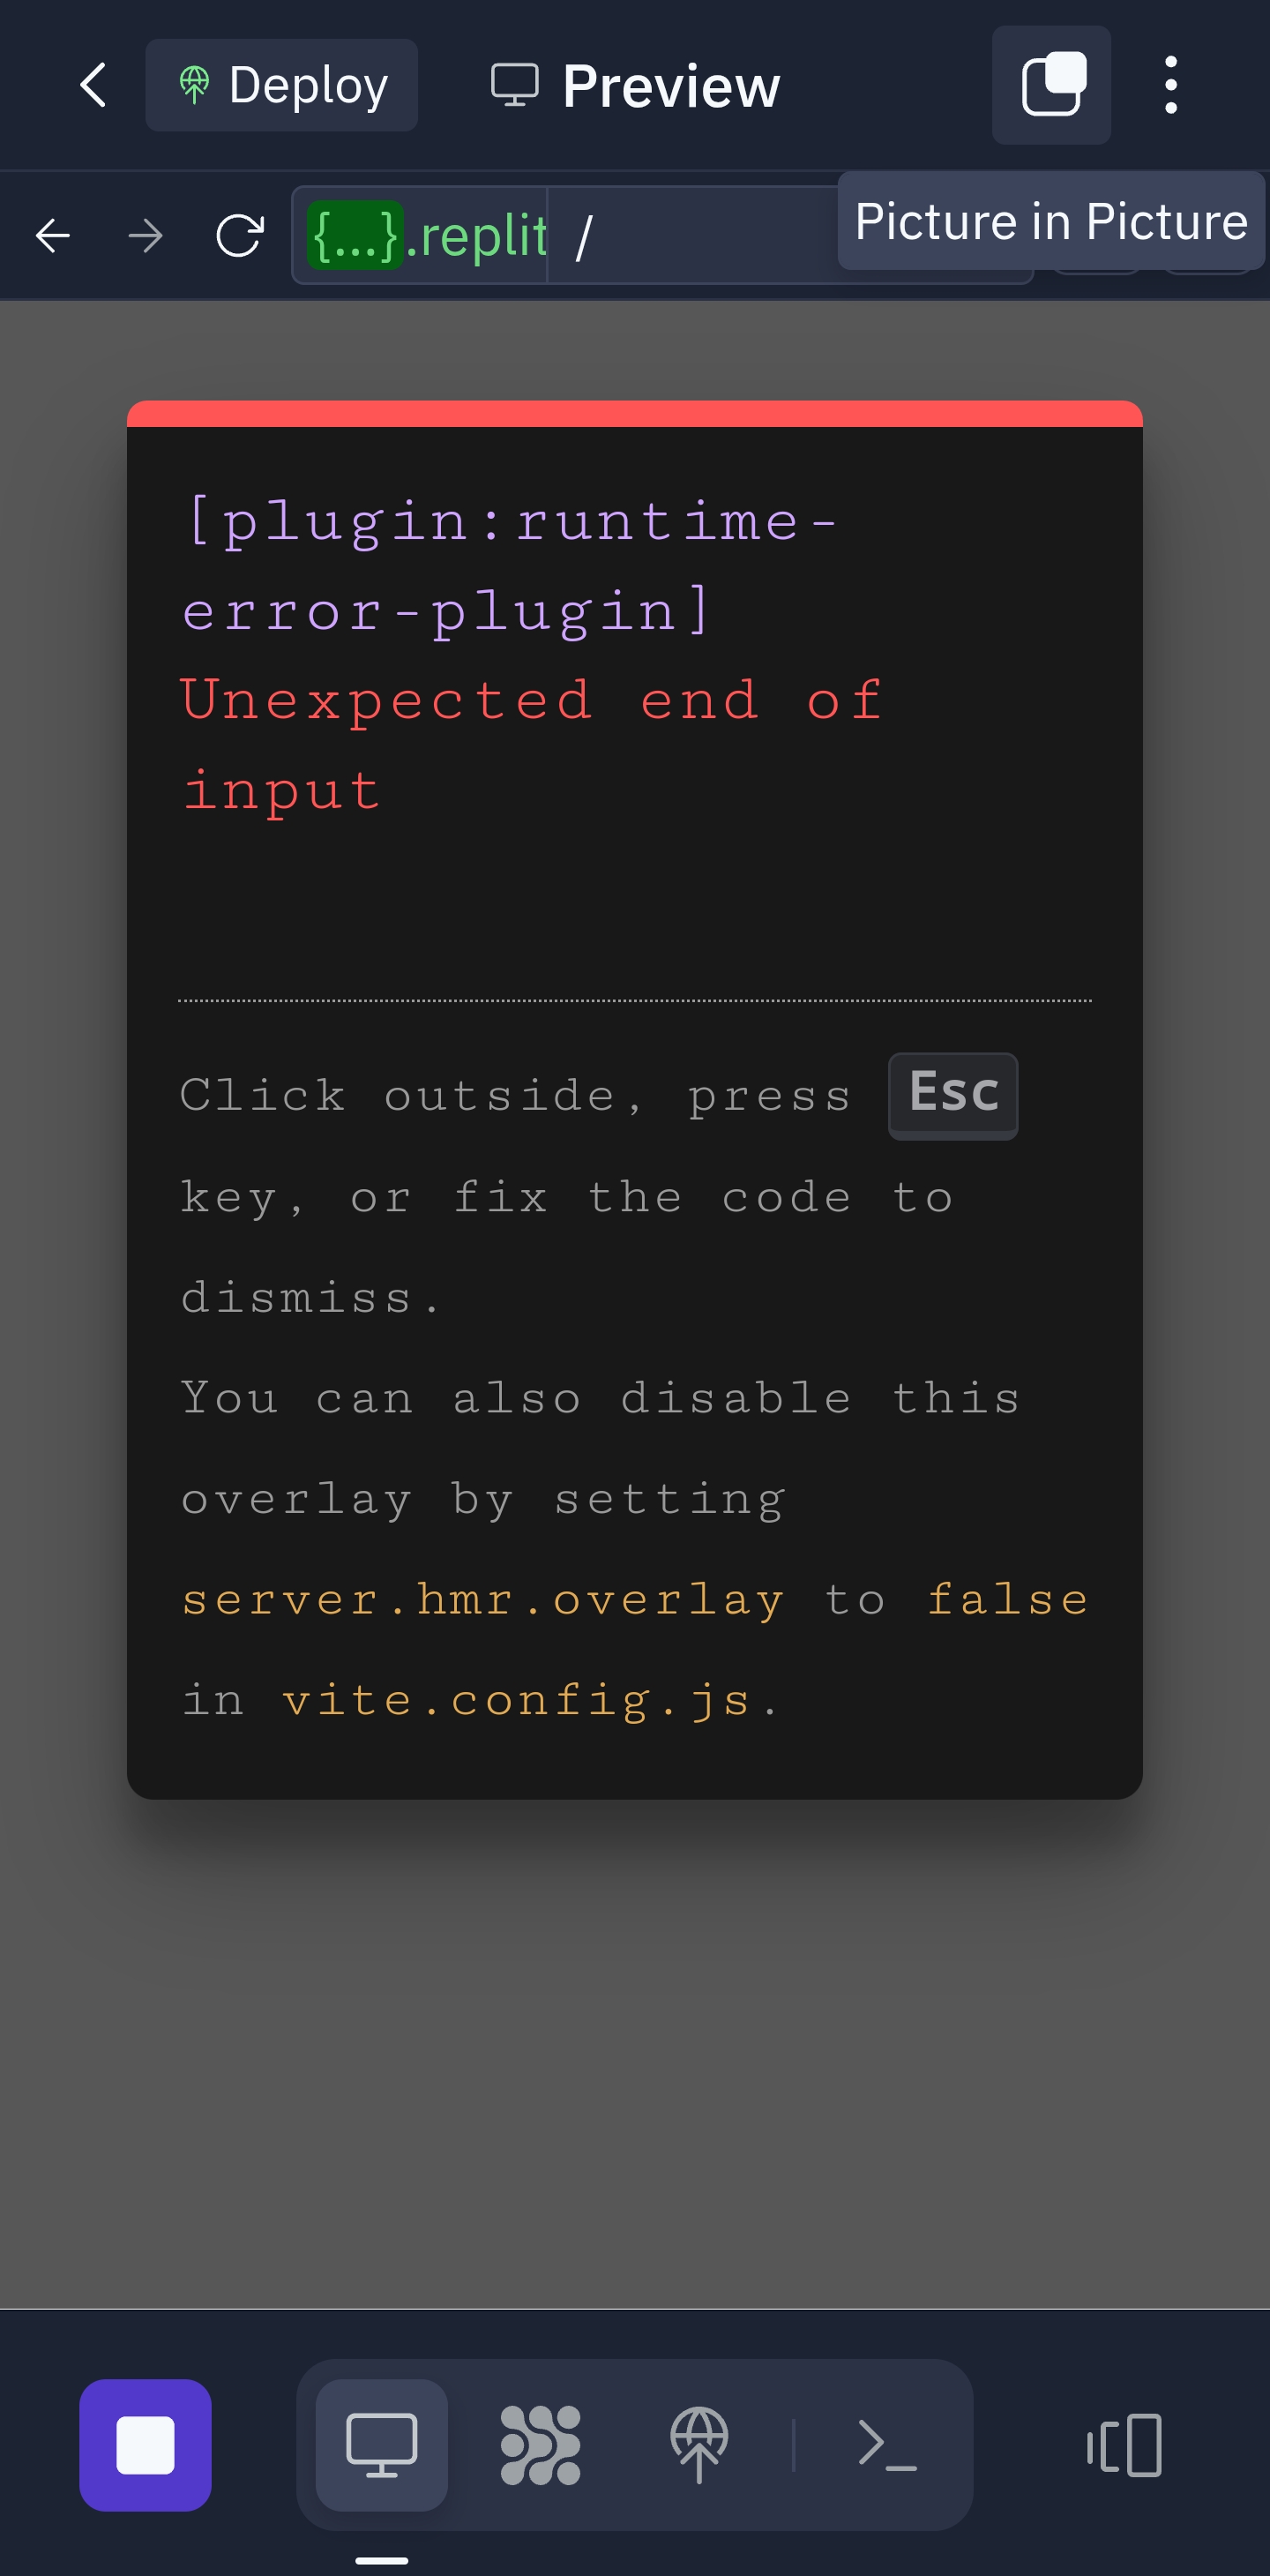 Deploy
Preview
{...}.replit
/
Picture in Picture
[plugin:runtime-
error-plugin]
Unexpected end of
input
Click outside, press Esc
key, or fix the code to
dismiss.
You can also disable this
overlay by setting
server.hmr.overlay to false
in vite.config.js.